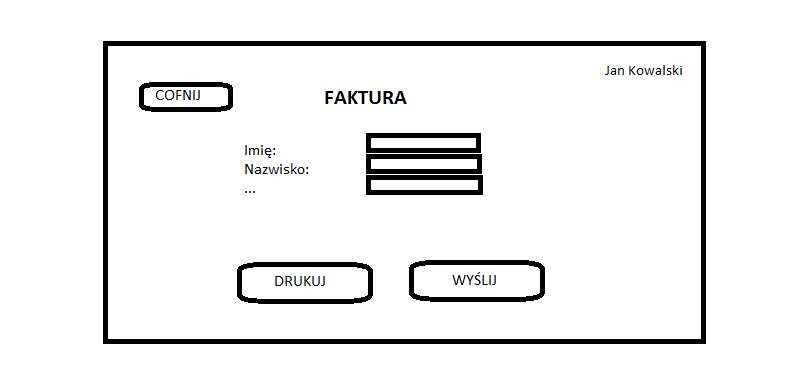 Jan Kowalski
COFNIJ
FAKTURA
Imię:
Nazwisko:
...
DRUKUJ
WYŚLIJ